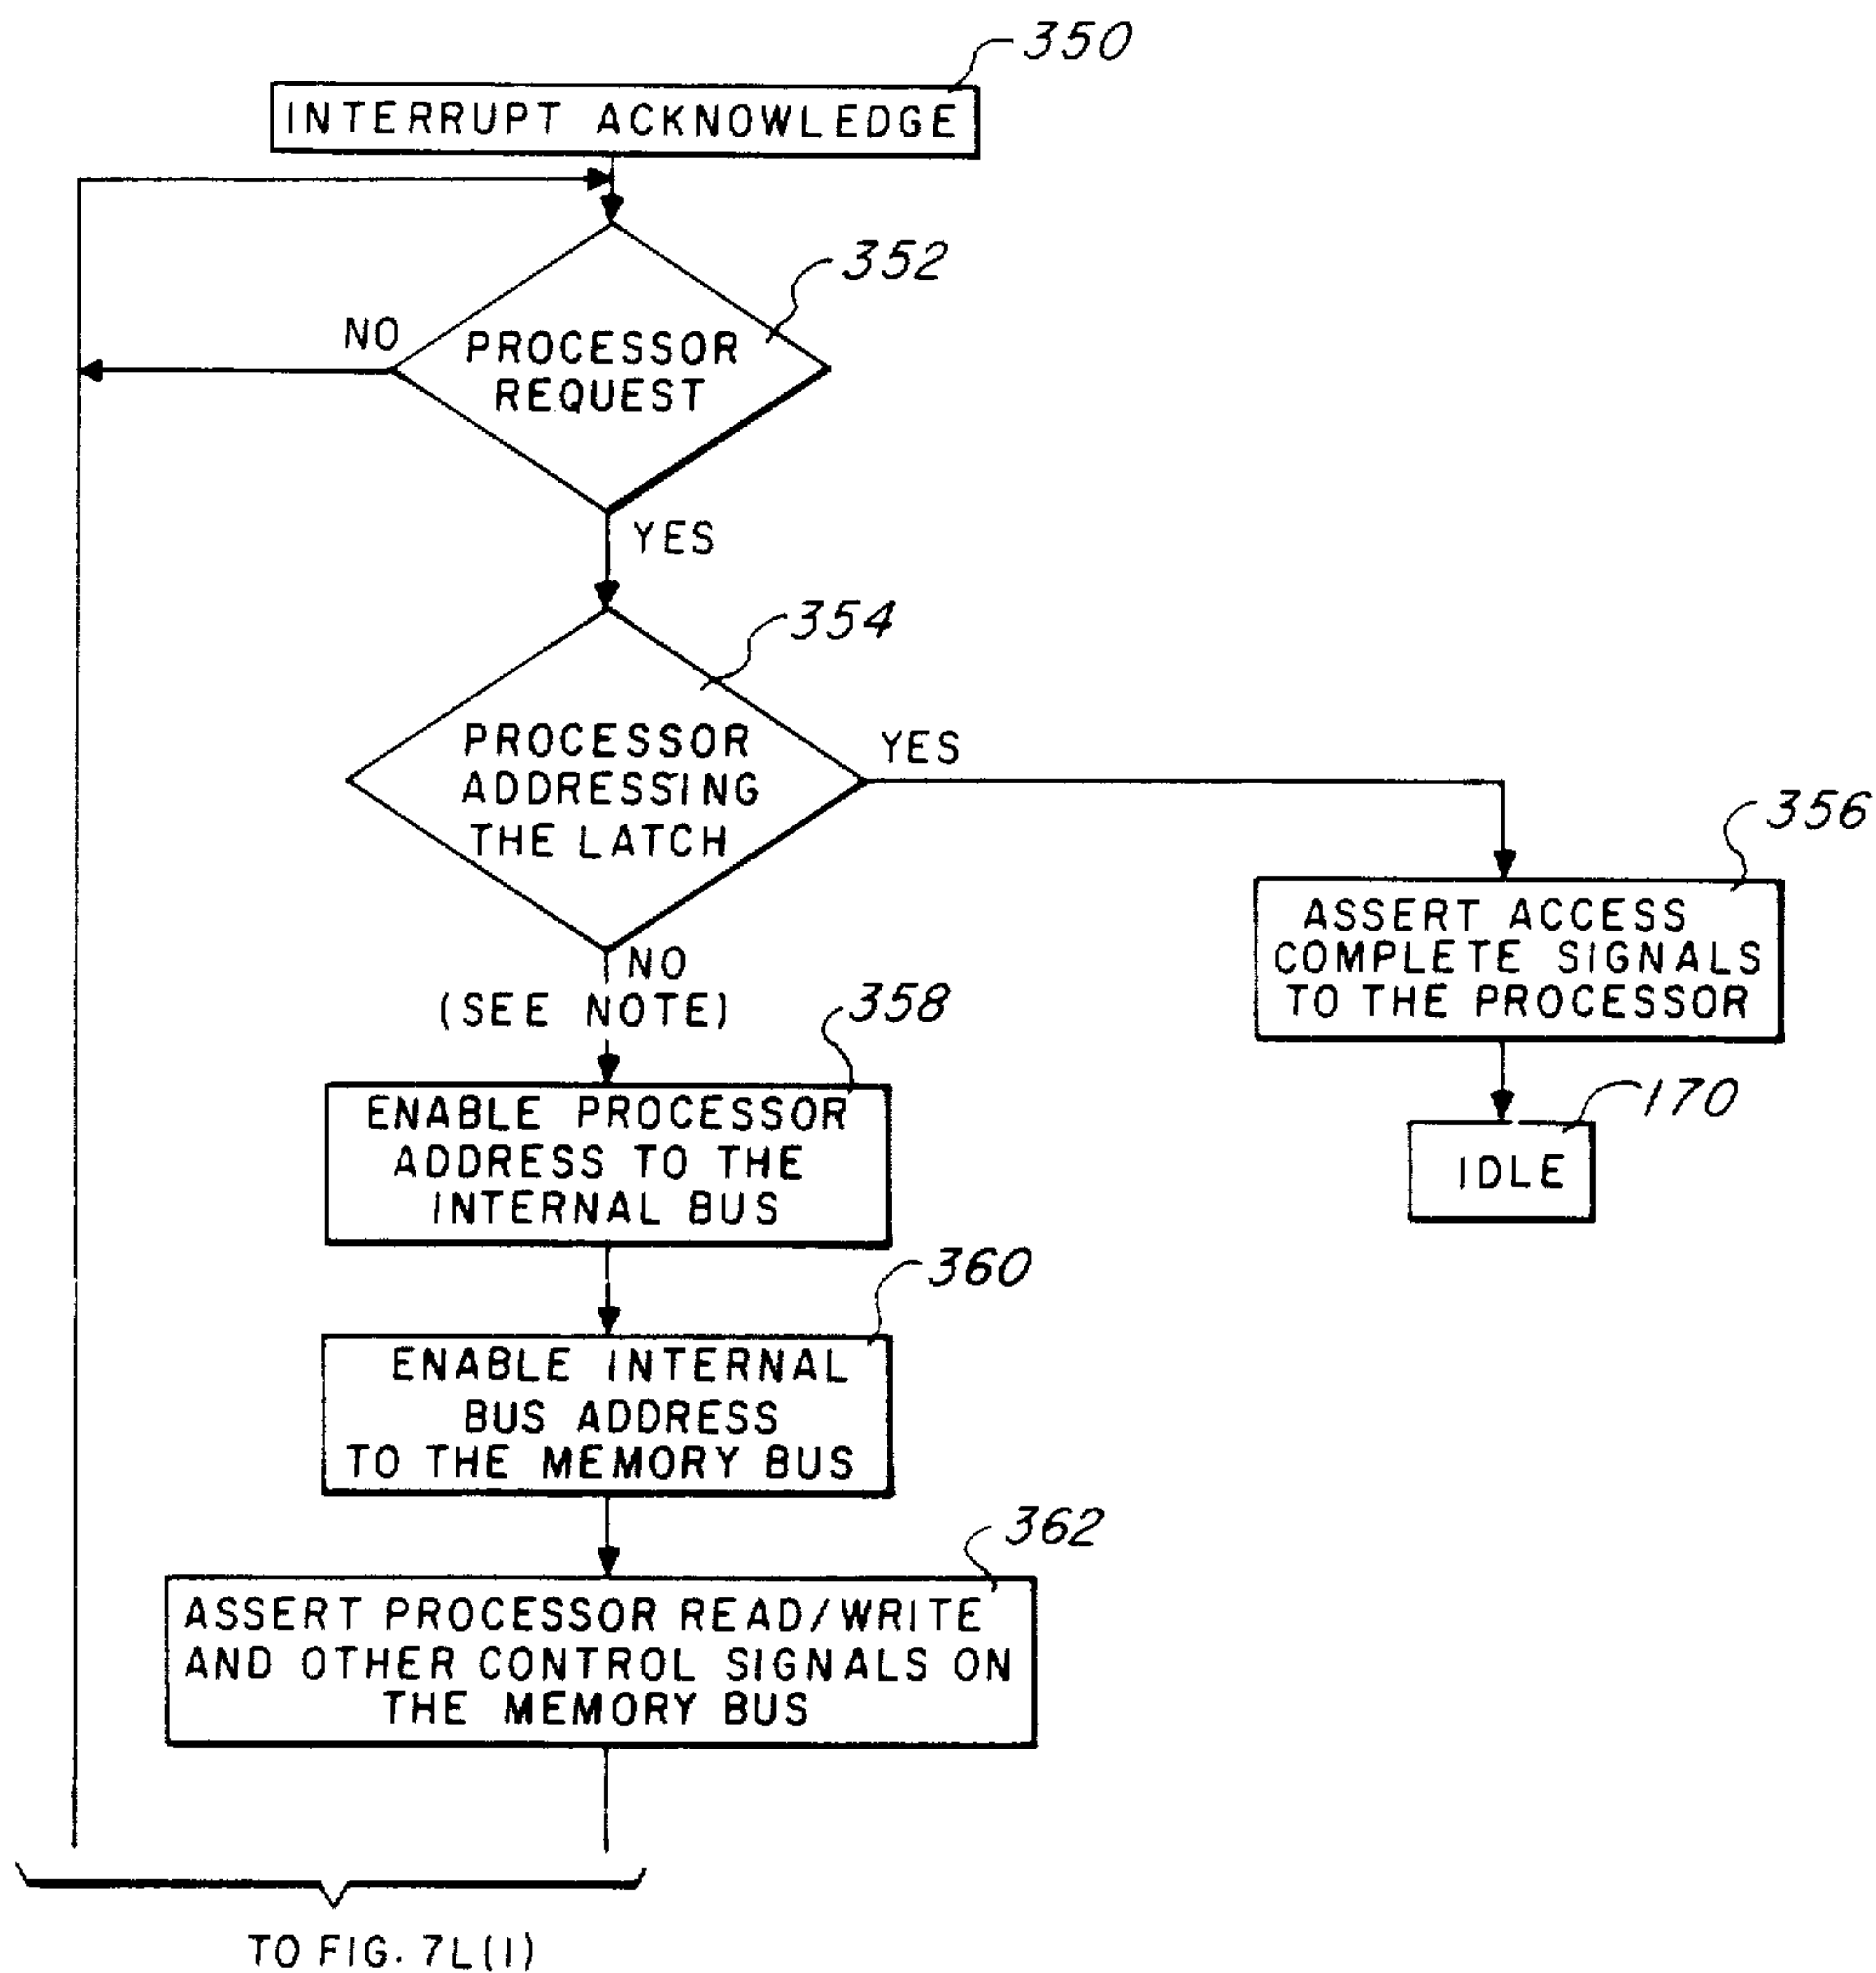 350
INTERRUPT ACKNOWLEDGE
352
NO
PROCESSOR
REQUEST
YES
354
PROCESSOR
ADDRESSING
THE LATCH
YES
356
ASSERT ACCESS
COMPLETE SIGNALS
TO THE PROCESSOR
170
IDLE
NO
(SEE NOTE)
358
ENABLE PROCESSOR
ADDRESS TO THE
INTERNAL BUS
360
ENABLE INTERNAL
BUS ADDRESS
TO THE MEMORY BUS
362
ASSERT PROCESSOR READ/WRITE
AND OTHER CONTROL SIGNALS ON
THE MEMORY BUS
TO FIG. 7L(1)